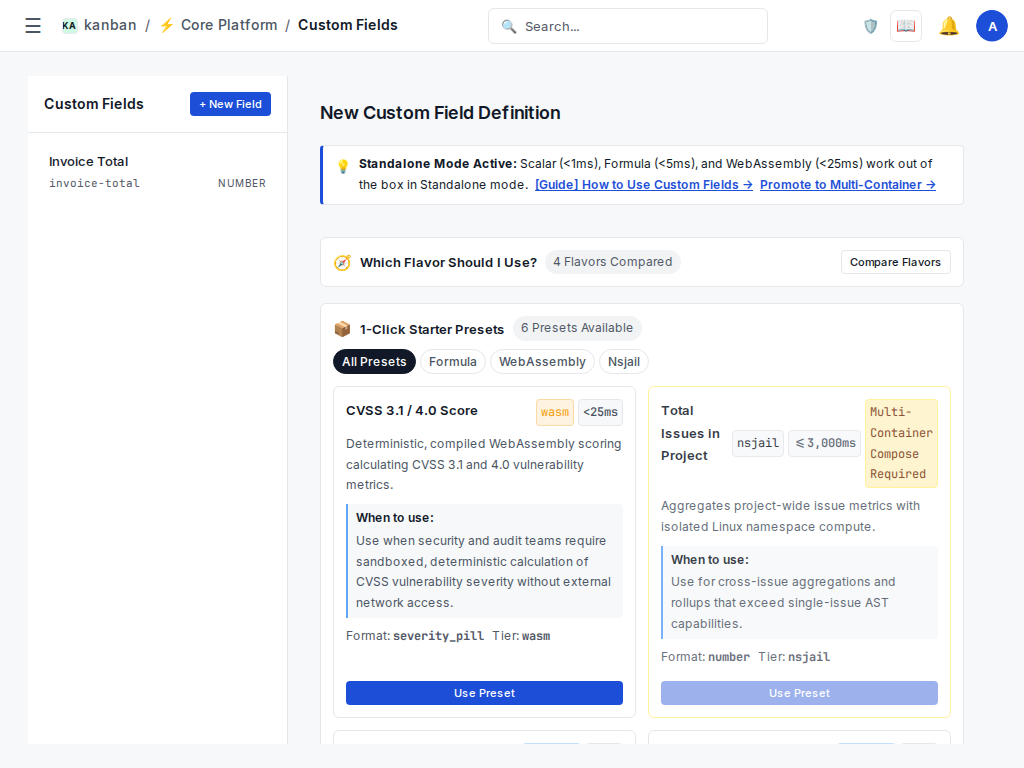 KA kanban / ⚡ Core Platform / Custom Fields
Search...
A
Custom Fields
+ New Field
Invoice Total
invoice-total NUMBER
New Custom Field Definition
Standalone Mode Active: Scalar (<1ms), Formula (<5ms), and WebAssembly (<25ms) work out of
the box in Standalone mode. [Guide] How to Use Custom Fields → Promote to Multi-Container →
Which Flavor Should I Use? 4 Flavors Compared
Compare Flavors
1-Click Starter Presets 6 Presets Available
All Presets Formula WebAssembly Nsjail
CVSS 3.1 / 4.0 Score wasm <25ms
Deterministic, compiled WebAssembly scoring
calculating CVSS 3.1 and 4.0 vulnerability
metrics.
When to use:
Use when security and audit teams require
sandboxed, deterministic calculation of
CVSS vulnerability severity without external
network access.
Format: severity_pill Tier: wasm
Use Preset
Total
Issues in
Project
nsjail ≤3,000ms
Multi-
Container
Compose
Required
Aggregates project-wide issue metrics with
isolated Linux namespace compute.
When to use:
Use for cross-issue aggregations and
rollups that exceed single-issue AST
capabilities.
Format: number Tier: nsjail
Use Preset